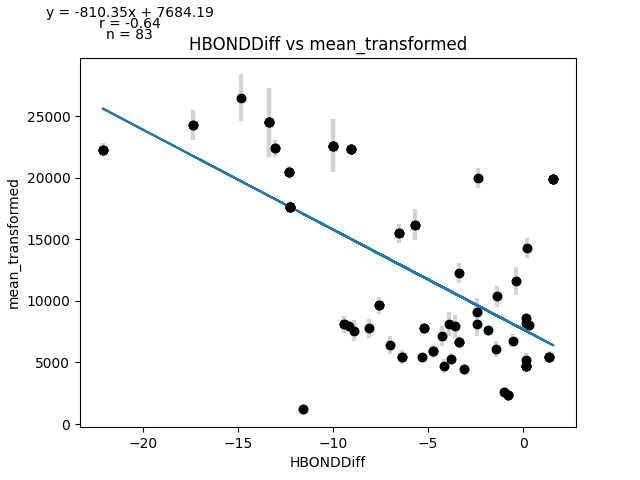 y = -810.35x + 7684.19
r = -0.64
n = 83
HBONDDiff vs mean_transformed
mean_transformed
25000
20000
15000
10000
5000
0
−20
−15
−10
−5
0
HBONDDiff